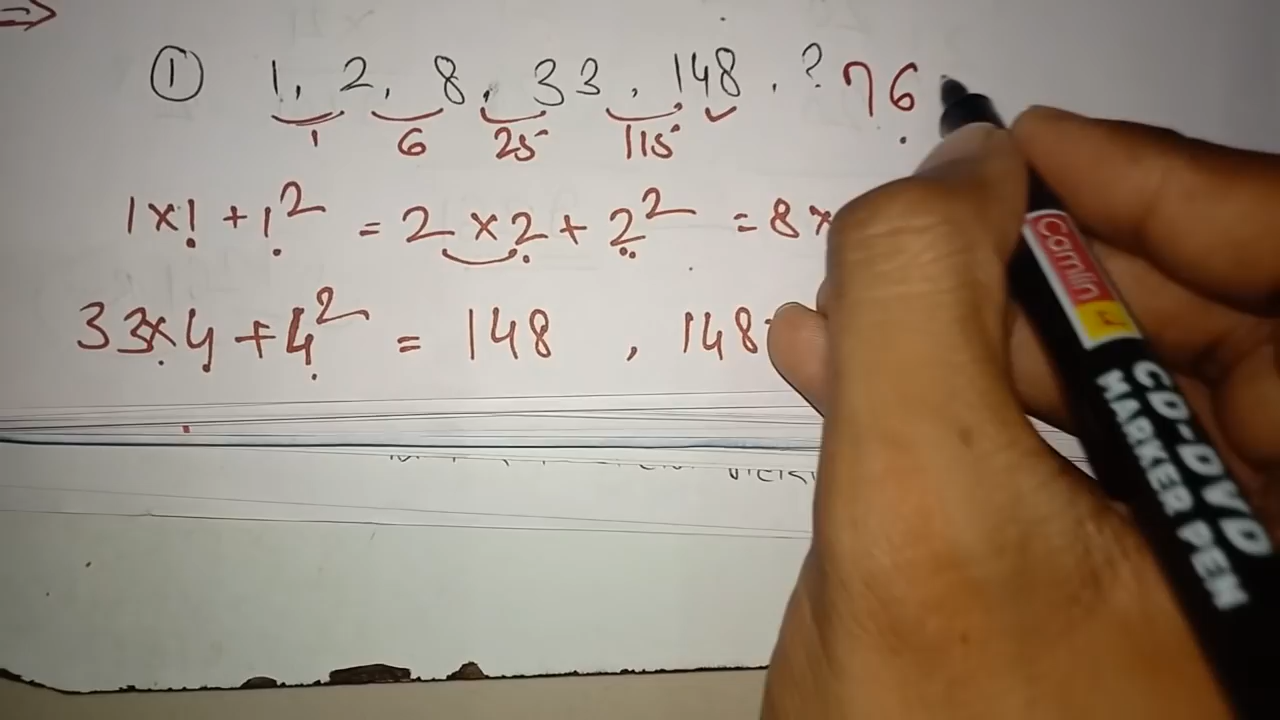 ① 1, 2, 8, 33, 148, ? 76
1 6 25 115
1×1 + 1² = 2×2 + 2² = 8×
33×4 + 4² = 148 , 148
Camlin
CD-DVD
MARKER PEN